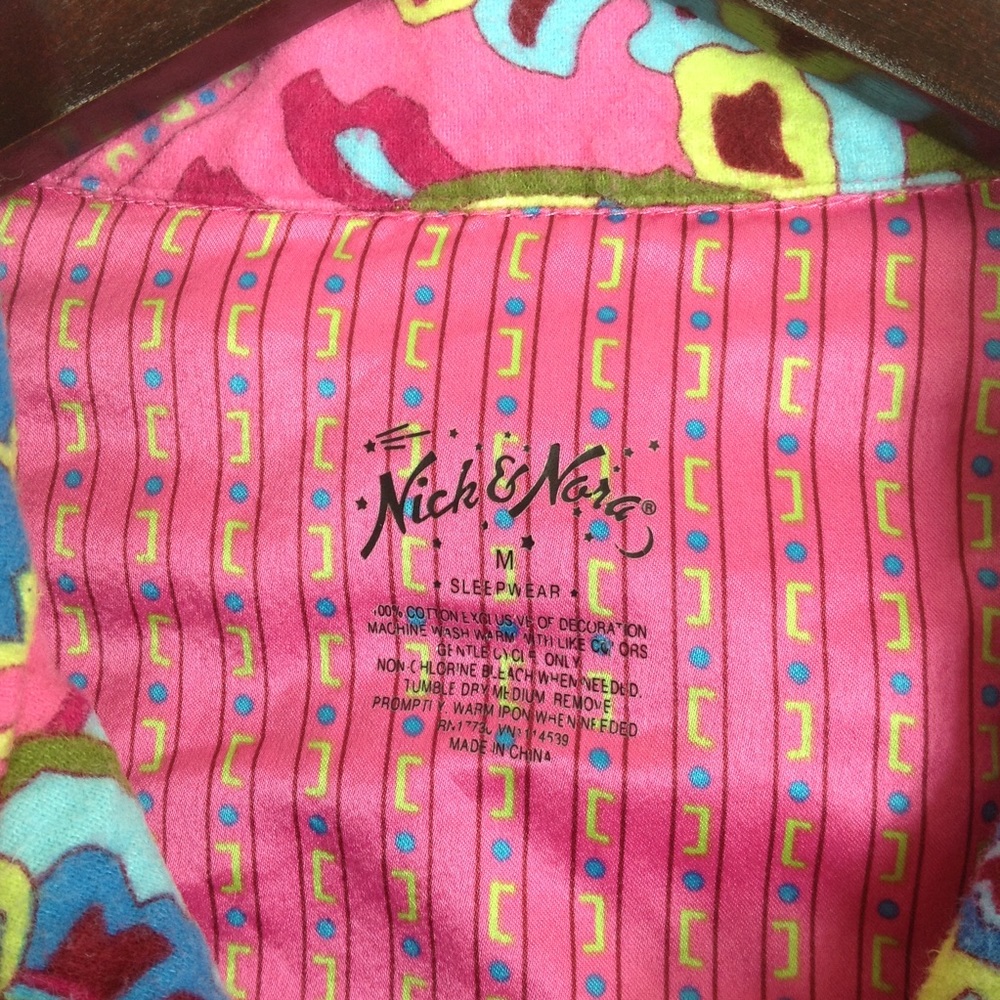 Nick & Nora®
M
SLEEPWEAR
100% COTTON EXCLUSIVE OF DECORATION
MACHINE WASH WARM WITH LIKE COLORS
GENTLE CYCLE ONLY
NON-CHLORINE BLEACH WHEN NEEDED.
TUMBLE DRY MEDIUM REMOVE
PROMPTLY. WARM IRON WHEN NEEDED
MADE IN CHINA